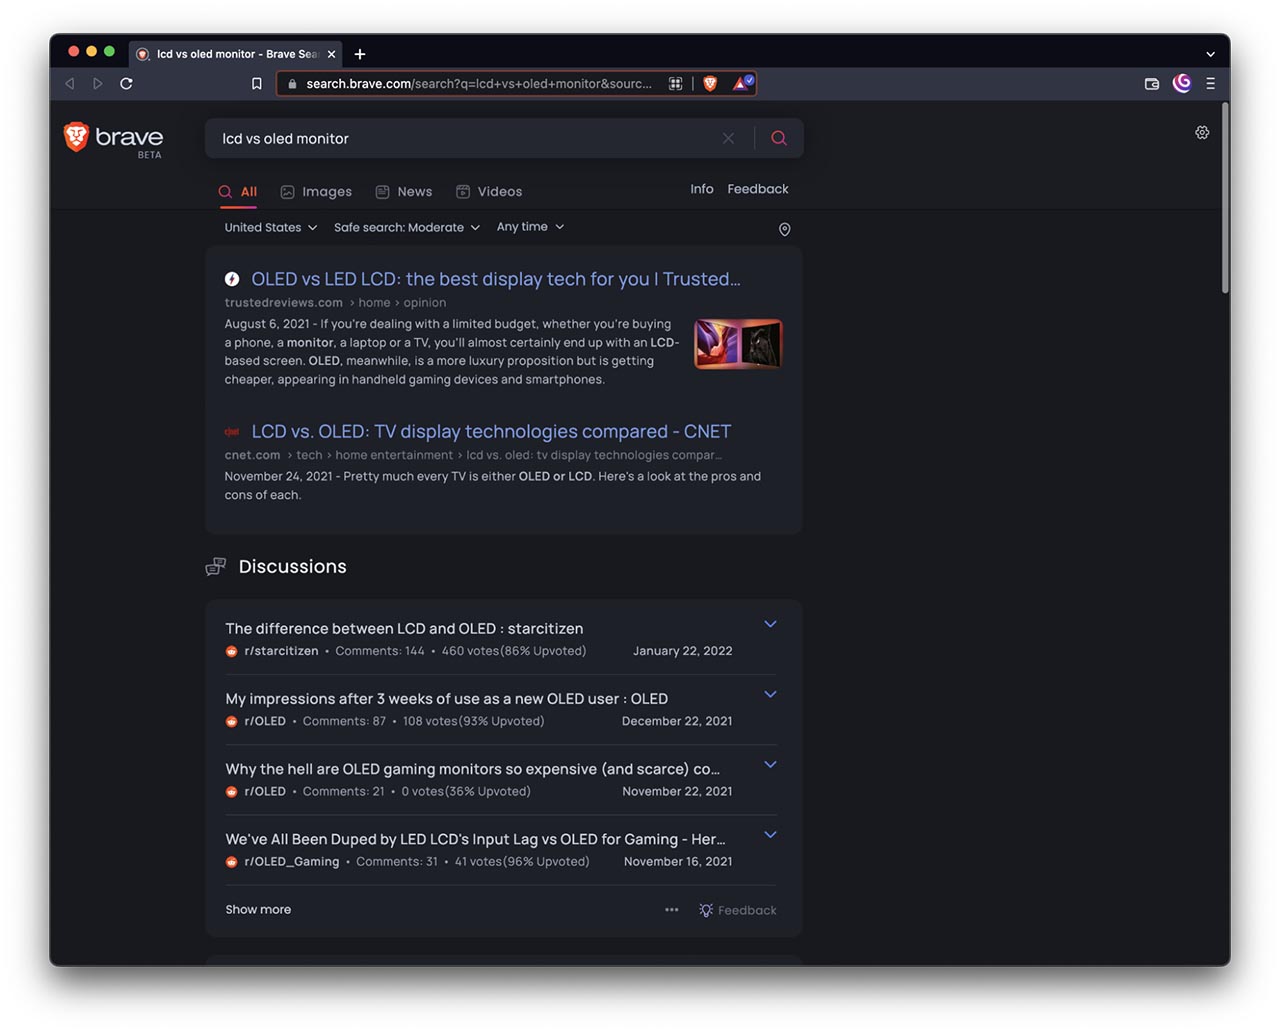 lcd vs oled monitor - Brave Sea
search.brave.com/search?q=lcd+vs+oled+monitor&sourc...
brave
BETA
lcd vs oled monitor
All Images News Videos Info Feedback
United States Safe search: Moderate Any time
OLED vs LED LCD: the best display tech for you | Trusted...
trustedreviews.com › home › opinion
August 6, 2021 - If you're dealing with a limited budget, whether you're buying
a phone, a monitor, a laptop or a TV, you'll almost certainly end up with an LCD-
based screen. OLED, meanwhile, is a more luxury proposition but is getting
cheaper, appearing in handheld gaming devices and smartphones.
cnet LCD vs. OLED: TV display technologies compared - CNET
cnet.com › tech › home entertainment › lcd vs. oled: tv display technologies compar...
November 24, 2021 - Pretty much every TV is either OLED or LCD. Here's a look at the pros and
cons of each.
Discussions
The difference between LCD and OLED : starcitizen
r/starcitizen • Comments: 144 • 460 votes(86% Upvoted) January 22, 2022
My impressions after 3 weeks of use as a new OLED user : OLED
r/OLED • Comments: 87 • 108 votes(93% Upvoted) December 22, 2021
Why the hell are OLED gaming monitors so expensive (and scarce) co...
r/OLED • Comments: 21 • 0 votes(36% Upvoted) November 22, 2021
We've All Been Duped by LED LCD's Input Lag vs OLED for Gaming - Her...
r/OLED_Gaming • Comments: 31 • 41 votes(96% Upvoted) November 16, 2021
Show more ••• Feedback